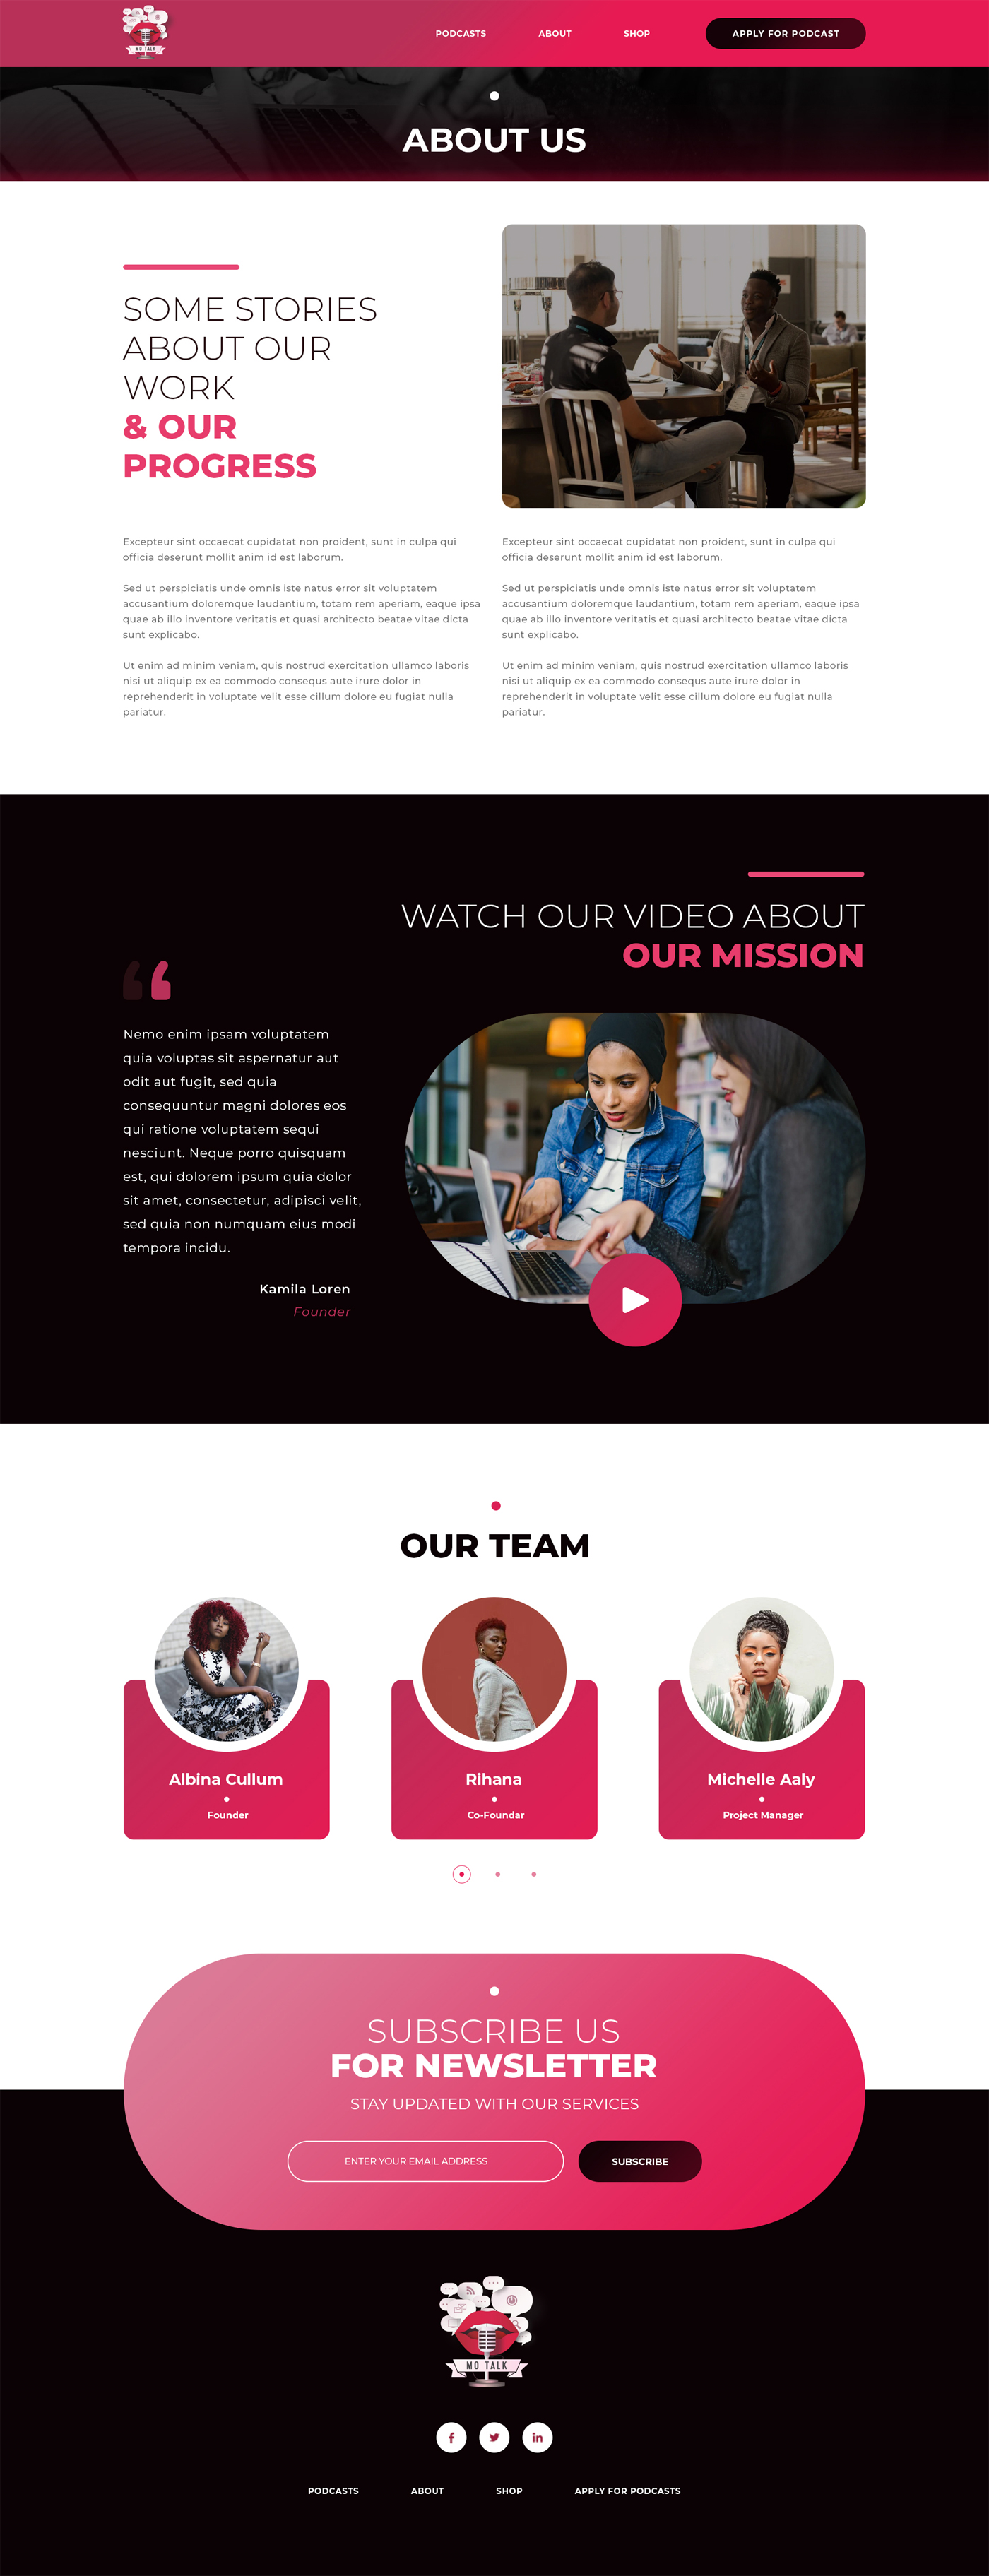 MO TALK
PODCASTS
ABOUT
SHOP
APPLY FOR PODCAST
ABOUT US
SOME STORIES
ABOUT OUR
WORK
& OUR
PROGRESS
Excepteur sint occaecat cupidatat non proident, sunt in culpa qui
officia deserunt mollit anim id est laborum.
Sed ut perspiciatis unde omnis iste natus error sit voluptatem
accusantium doloremque laudantium, totam rem aperiam, eaque ipsa
quae ab illo inventore veritatis et quasi architecto beatae vitae dicta
sunt explicabo.
Ut enim ad minim veniam, quis nostrud exercitation ullamco laboris
nisi ut aliquip ex ea commodo consequs aute irure dolor in
reprehenderit in voluptate velit esse cillum dolore eu fugiat nulla
pariatur.
Excepteur sint occaecat cupidatat non proident, sunt in culpa qui
officia deserunt mollit anim id est laborum.
Sed ut perspiciatis unde omnis iste natus error sit voluptatem
accusantium doloremque laudantium, totam rem aperiam, eaque ipsa
quae ab illo inventore veritatis et quasi architecto beatae vitae dicta
sunt explicabo.
Ut enim ad minim veniam, quis nostrud exercitation ullamco laboris
nisi ut aliquip ex ea commodo consequs aute irure dolor in
reprehenderit in voluptate velit esse cillum dolore eu fugiat nulla
pariatur.
WATCH OUR VIDEO ABOUT
OUR MISSION
Nemo enim ipsam voluptatem
quia voluptas sit aspernatur aut
odit aut fugit, sed quia
consequuntur magni dolores eos
qui ratione voluptatem sequi
nesciunt. Neque porro quisquam
est, qui dolorem ipsum quia dolor
sit amet, consectetur, adipisci velit,
sed quia non numquam eius modi
tempora incidu.
Kamila Loren
Founder
OUR TEAM
Albina Cullum
Founder
Rihana
Co-Foundar
Michelle Aaly
Project Manager
SUBSCRIBE US
FOR NEWSLETTER
STAY UPDATED WITH OUR SERVICES
ENTER YOUR EMAIL ADDRESS
SUBSCRIBE
MO TALK
PODCASTS
ABOUT
SHOP
APPLY FOR PODCASTS